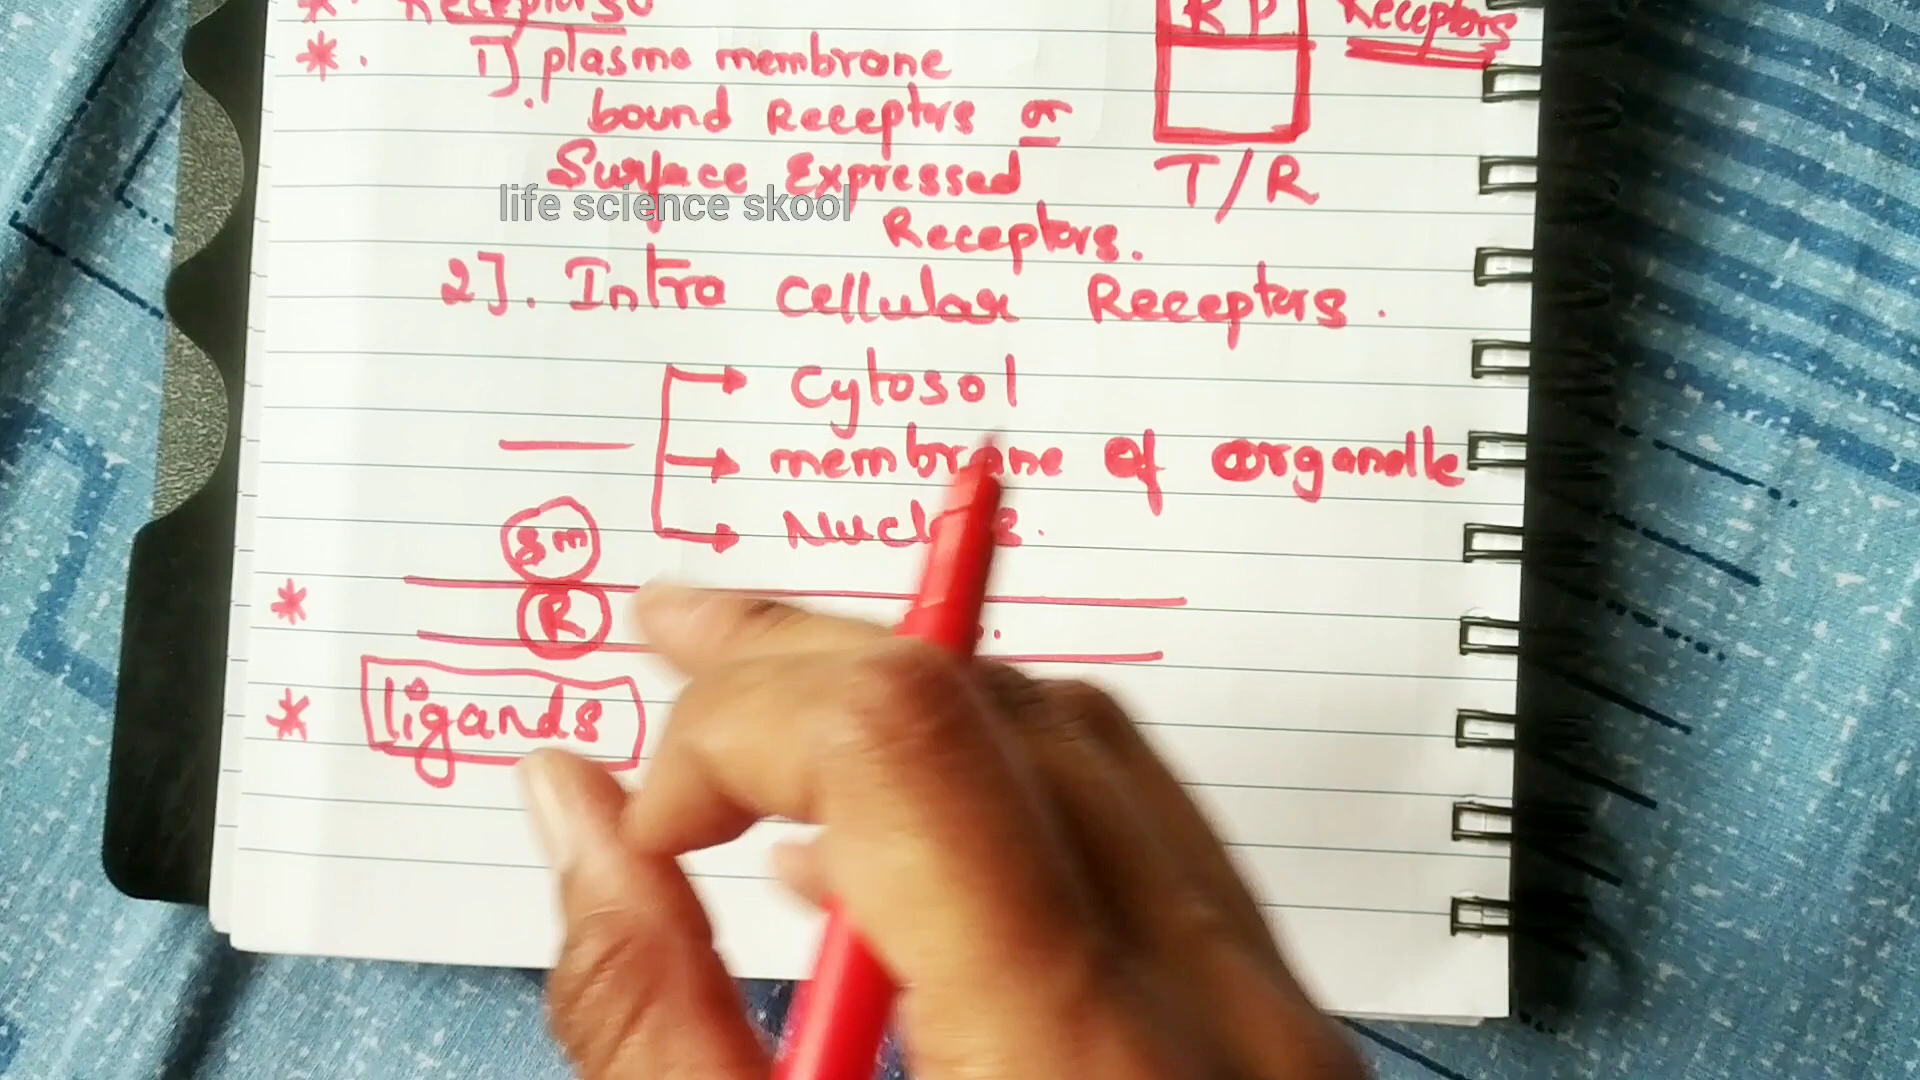 * . Receptors
R P Receptors
* . 1] plasma membrane
bound Receptors or
Surface Expressed
T/R
life science skool
Receptors.
2]. Intra cellular Receptors.
→ Cytosol
→ membrane of organelle
→
Sm
* R
* ligands